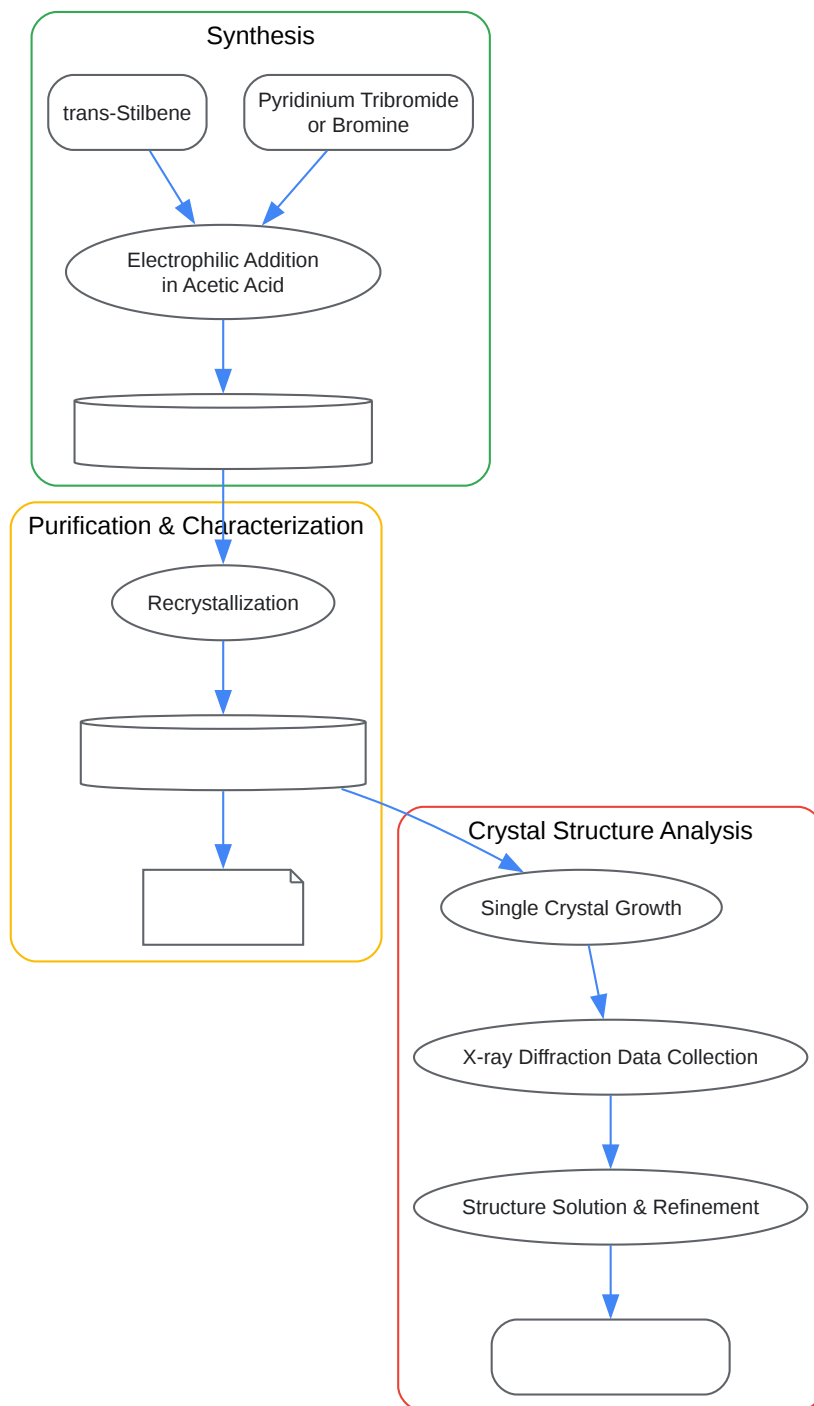 Synthesis
trans-Stilbene
Pyridinium Tribromide
or Bromine
Electrophilic Addition
in Acetic Acid
Purification & Characterization
Recrystallization
Crystal Structure Analysis
Single Crystal Growth
X-ray Diffraction Data Collection
Structure Solution & Refinement